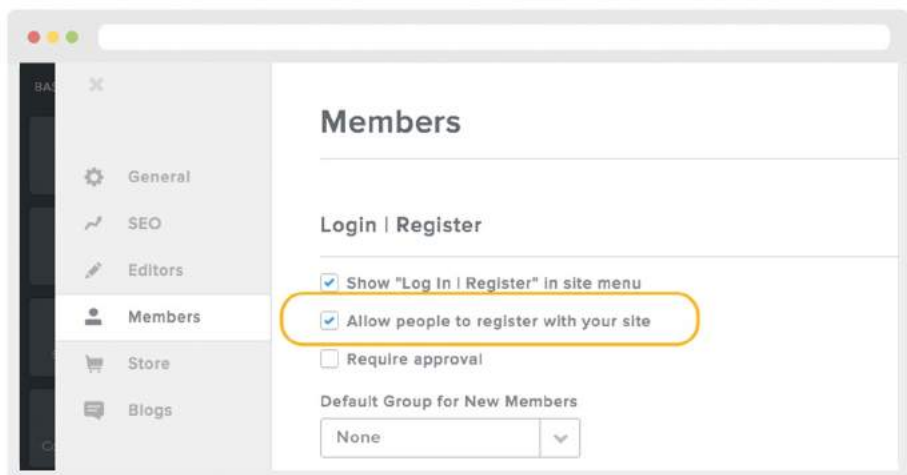 BAS
Members
General
SEO
Login | Register
Editors
Show "Log In | Register" in site menu
Members
Allow people to register with your site
Store
Require approval
Blogs
Default Group for New Members
None